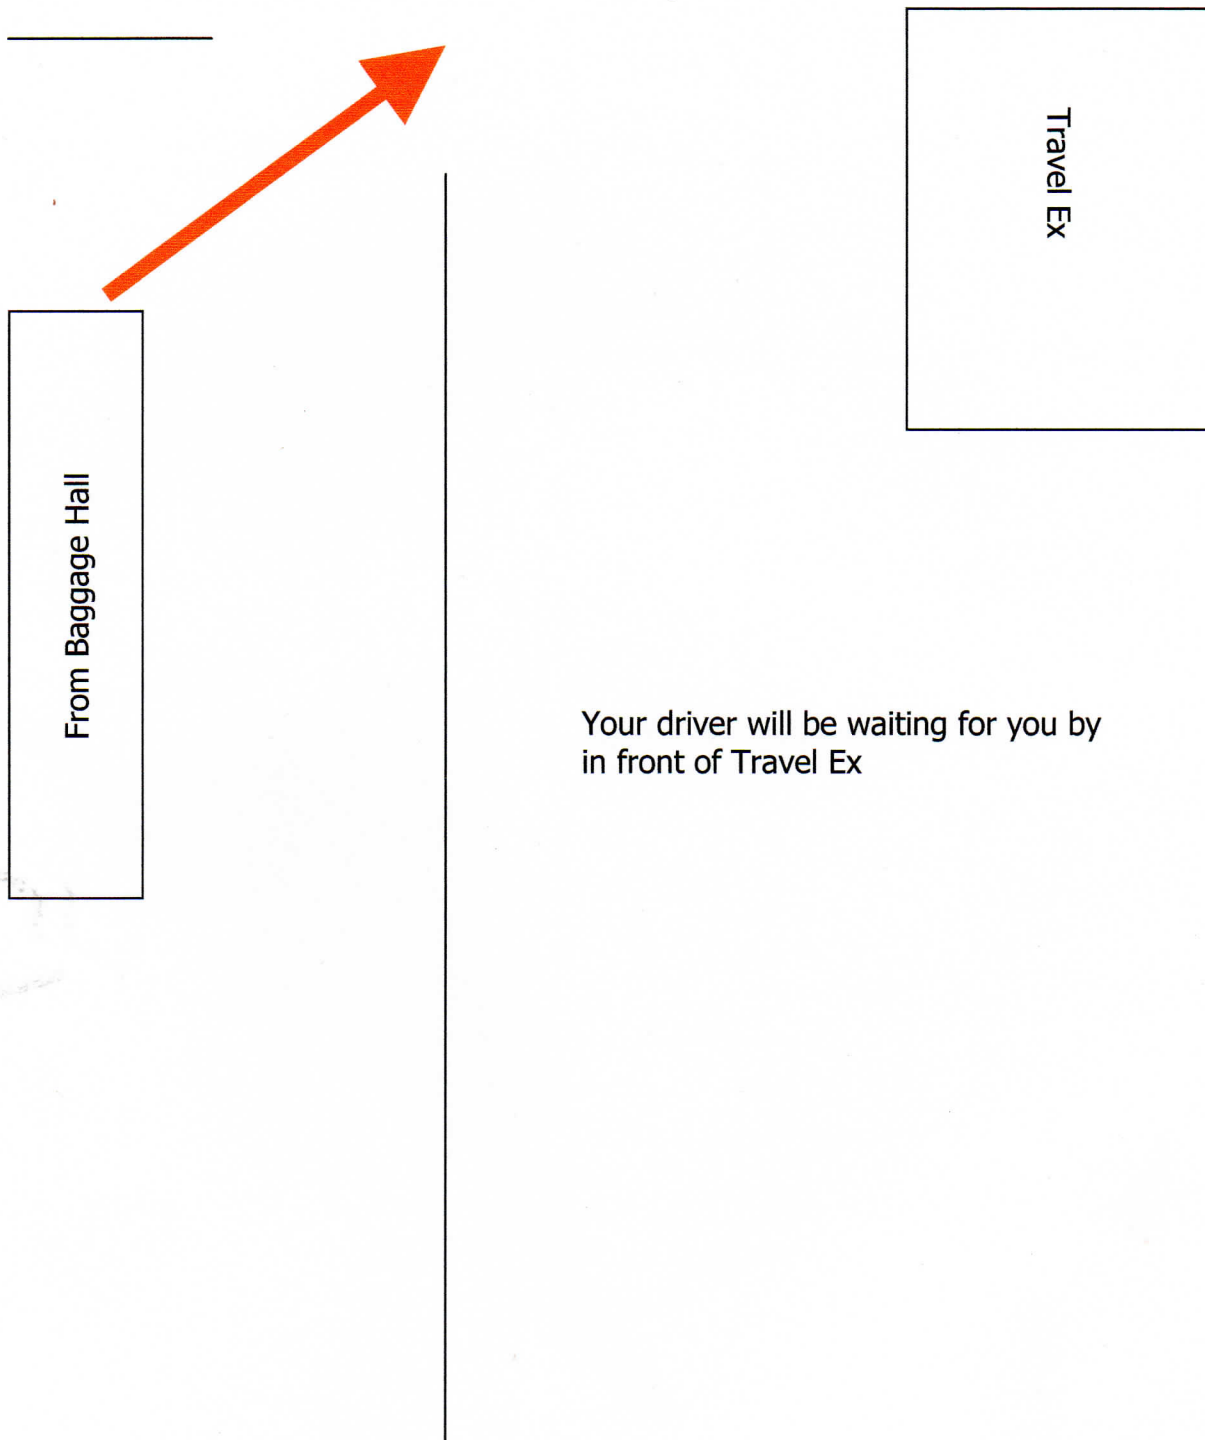 Travel Ex
From Baggage Hall
Your driver will be waiting for you by
in front of Travel Ex